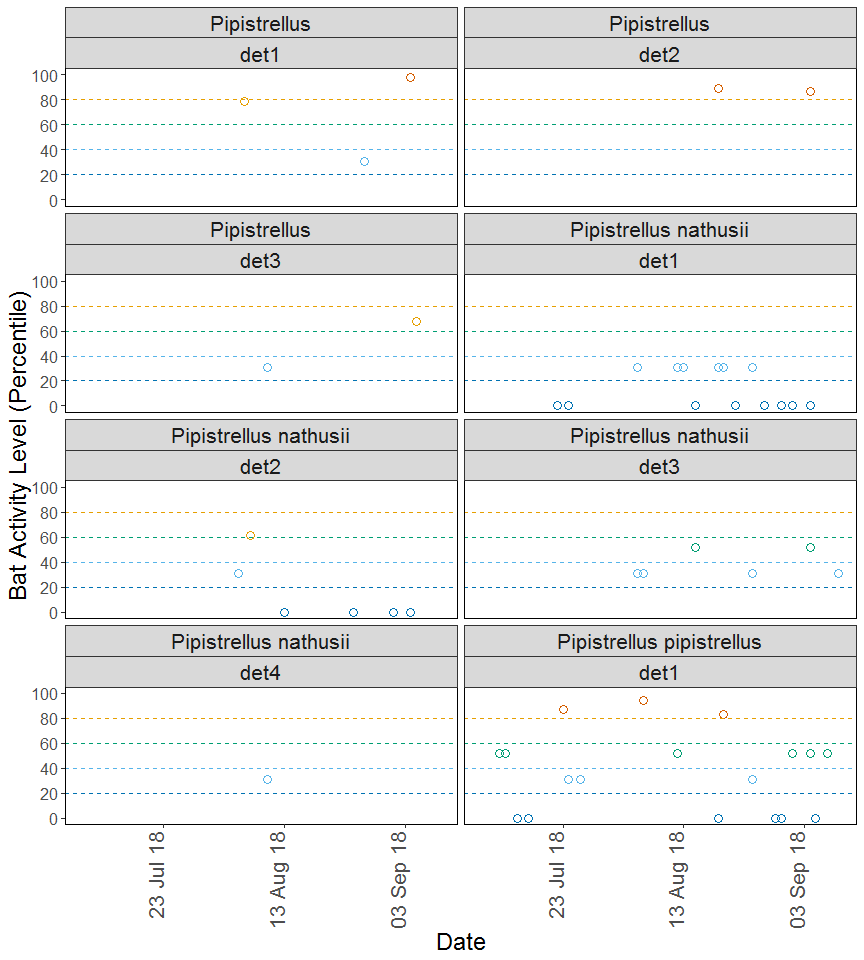 Pipistrellus
Pipistrellus
det1
det2
100
80
60
40
20
0
Pipistrellus
Pipistrellus nathusii
det3
det1
100
80
60
40
20
0
Pipistrellus nathusii
Pipistrellus nathusii
det2
det3
100
80
60
40
20
0
Pipistrellus nathusii
Pipistrellus pipistrellus
det4
det1
100
80
60
40
20
0
23 Jul 18
13 Aug 18
03 Sep 18
23 Jul 18
13 Aug 18
03 Sep 18
Date
Bat Activity Level (Percentile)